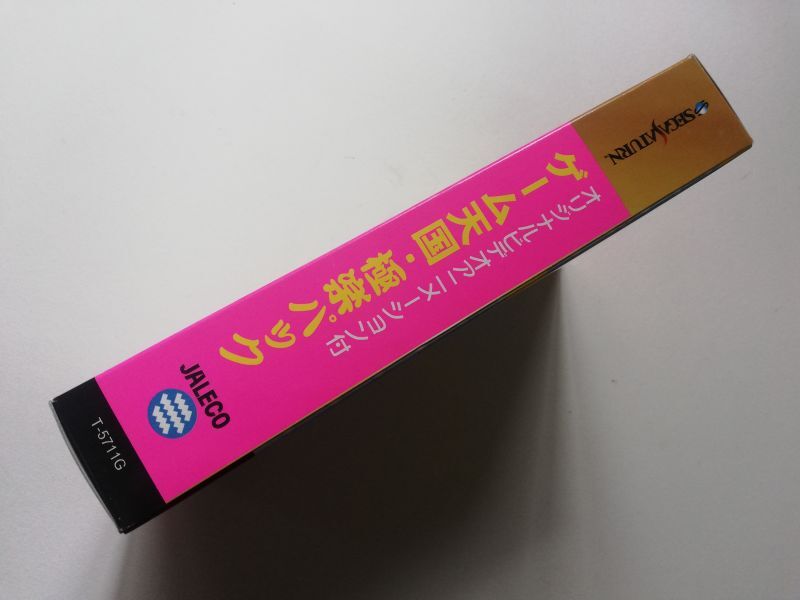 SEGA SATURN
オリジナルビデオアニメーション付
ゲーム天国・極楽パック
JALECO
T-5711G